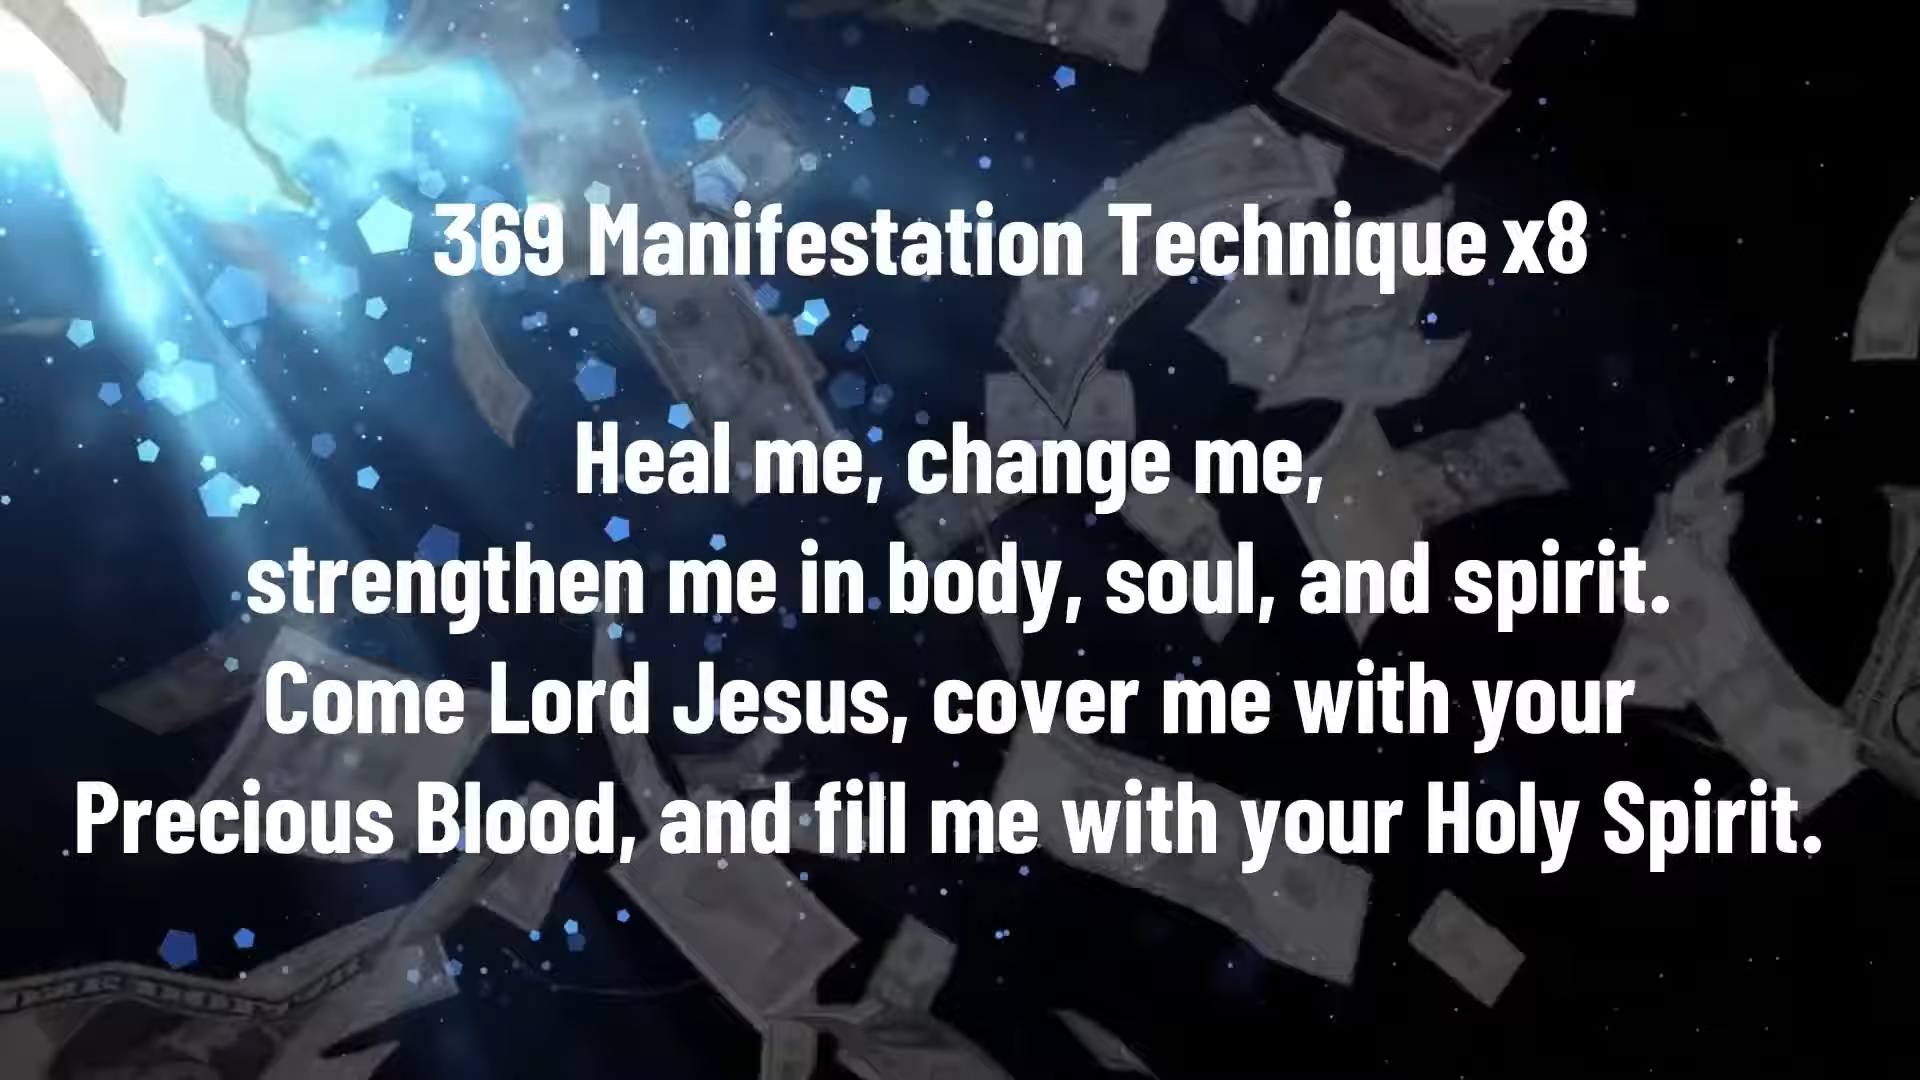 369 Manifestation Technique x8
Heal me, change me,
strengthen me in body, soul, and spirit.
Come Lord Jesus, cover me with your
Precious Blood, and fill me with your Holy Spirit.